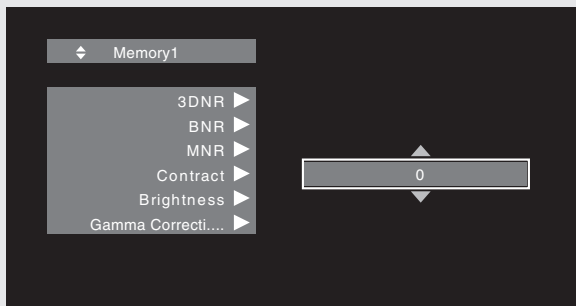 Memory1
3DNR
BNR
MNR
Contract
Brightness
Gamma Correcti....
0